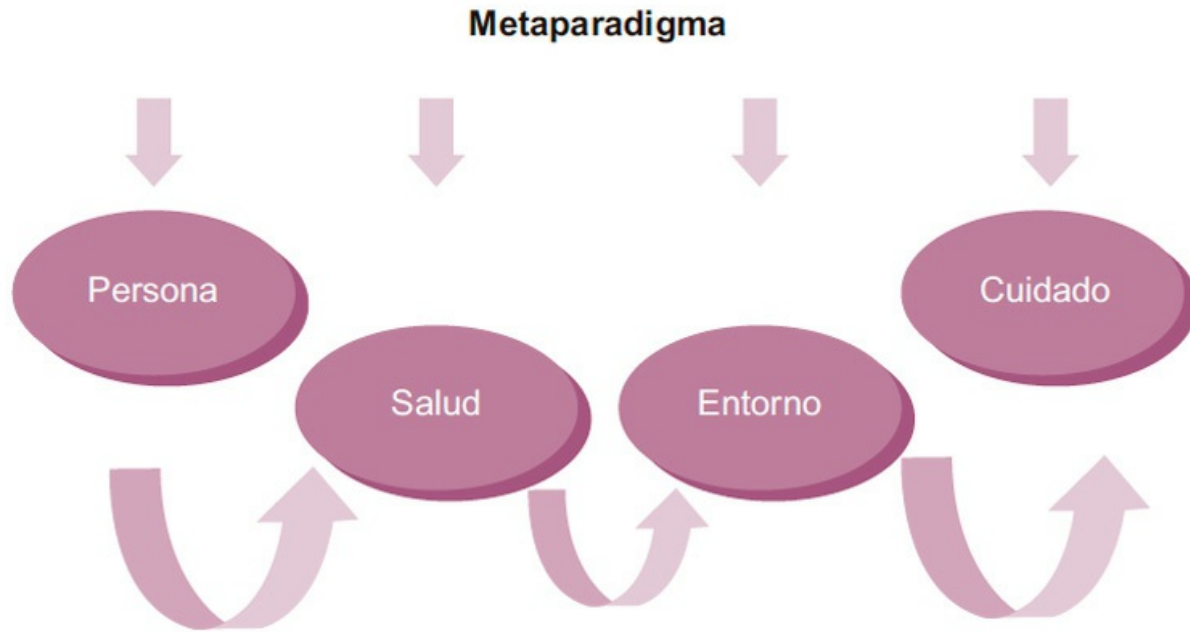 Metaparadigma
Persona
Salud
Entorno
Cuidado